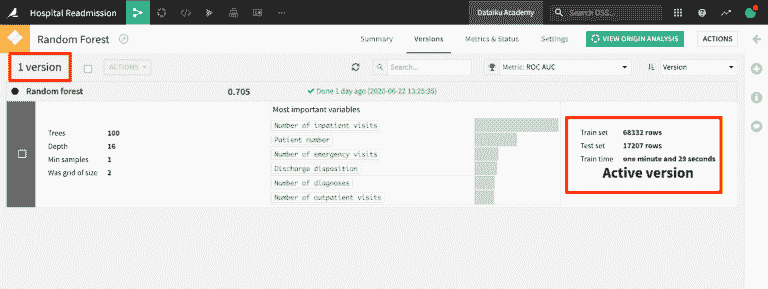 Hospital Readmission
...
Dataiku Academy
Search DSS...
Random Forest
Summary
Versions
Metrics & Status
Settings
VIEW ORIGIN ANALYSIS
ACTIONS
1 version
ACTIONS
Search...
Metric: ROC AUC
Version
Random forest
0.705
Done 1 day ago (2020-06-22 13:25:35)
Trees 100
Depth 16
Min samples 1
Was grid of size 2
Most important variables
Number of inpatient visits
Patient number
Number of emergency visits
Discharge disposition
Number of diagnoses
Number of outpatient visits
Train set 68332 rows
Test set 17207 rows
Train time one minute and 29 seconds
Active version